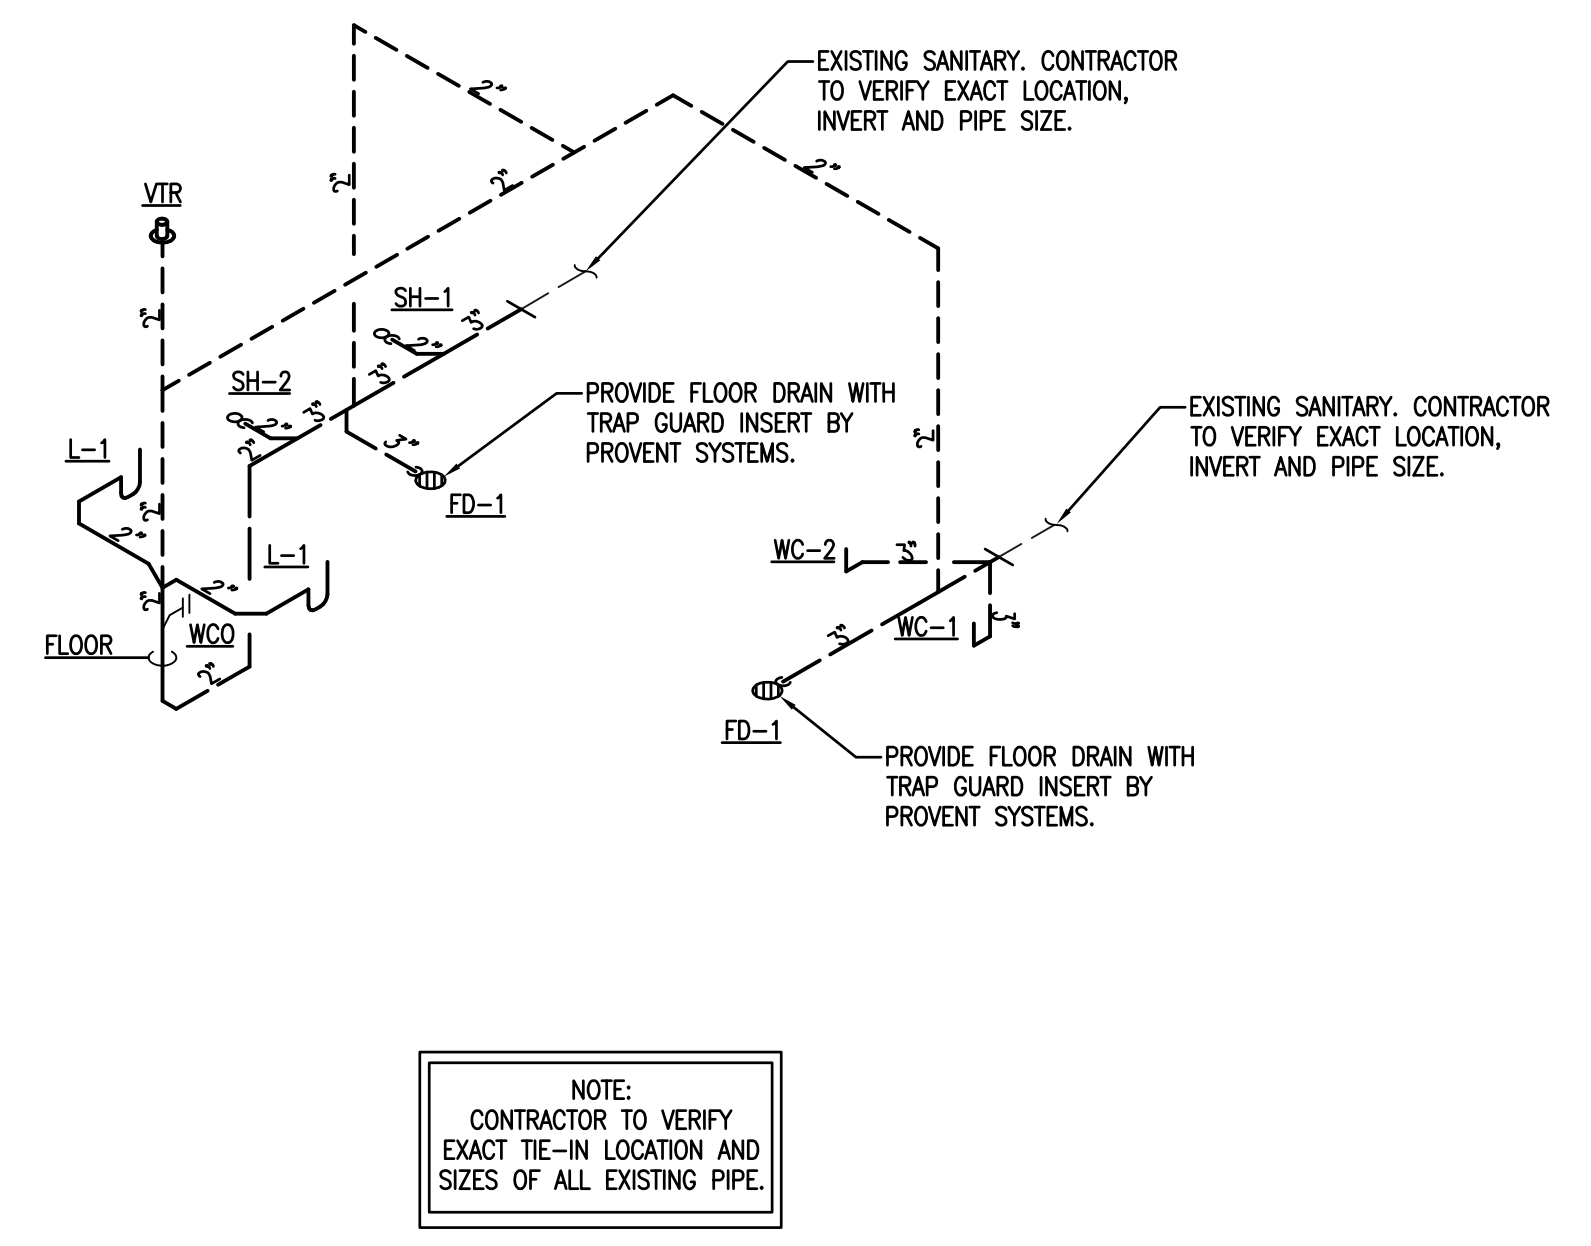 EXISTING SANITARY. CONTRACTOR
TO VERIFY EXACT LOCATION,
INVERT AND PIPE SIZE.
2"
2"
2"
2"
VTR
2"
SH-1
3"
2"
3"
SH-2
3"
2"
2"
PROVIDE FLOOR DRAIN WITH
TRAP GUARD INSERT BY
PROVENT SYSTEMS.
3"
FD-1
EXISTING SANITARY. CONTRACTOR
TO VERIFY EXACT LOCATION,
INVERT AND PIPE SIZE.
2"
L-1
2"
2"
L-1
2"
2"
WCO
FLOOR
2"
WC-2
3"
3"
WC-1
3"
FD-1
PROVIDE FLOOR DRAIN WITH
TRAP GUARD INSERT BY
PROVENT SYSTEMS.
NOTE:
CONTRACTOR TO VERIFY
EXACT TIE-IN LOCATION AND
SIZES OF ALL EXISTING PIPE.